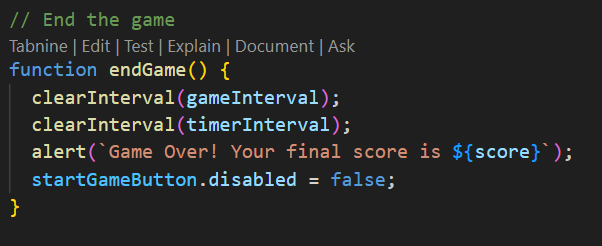 // End the game
Tabnine | Edit | Test | Explain | Document | Ask
function endGame() {
  clearInterval(gameInterval);
  clearInterval(timerInterval);
  alert(`Game Over! Your final score is ${score}`);
  startGameButton.disabled = false;
}